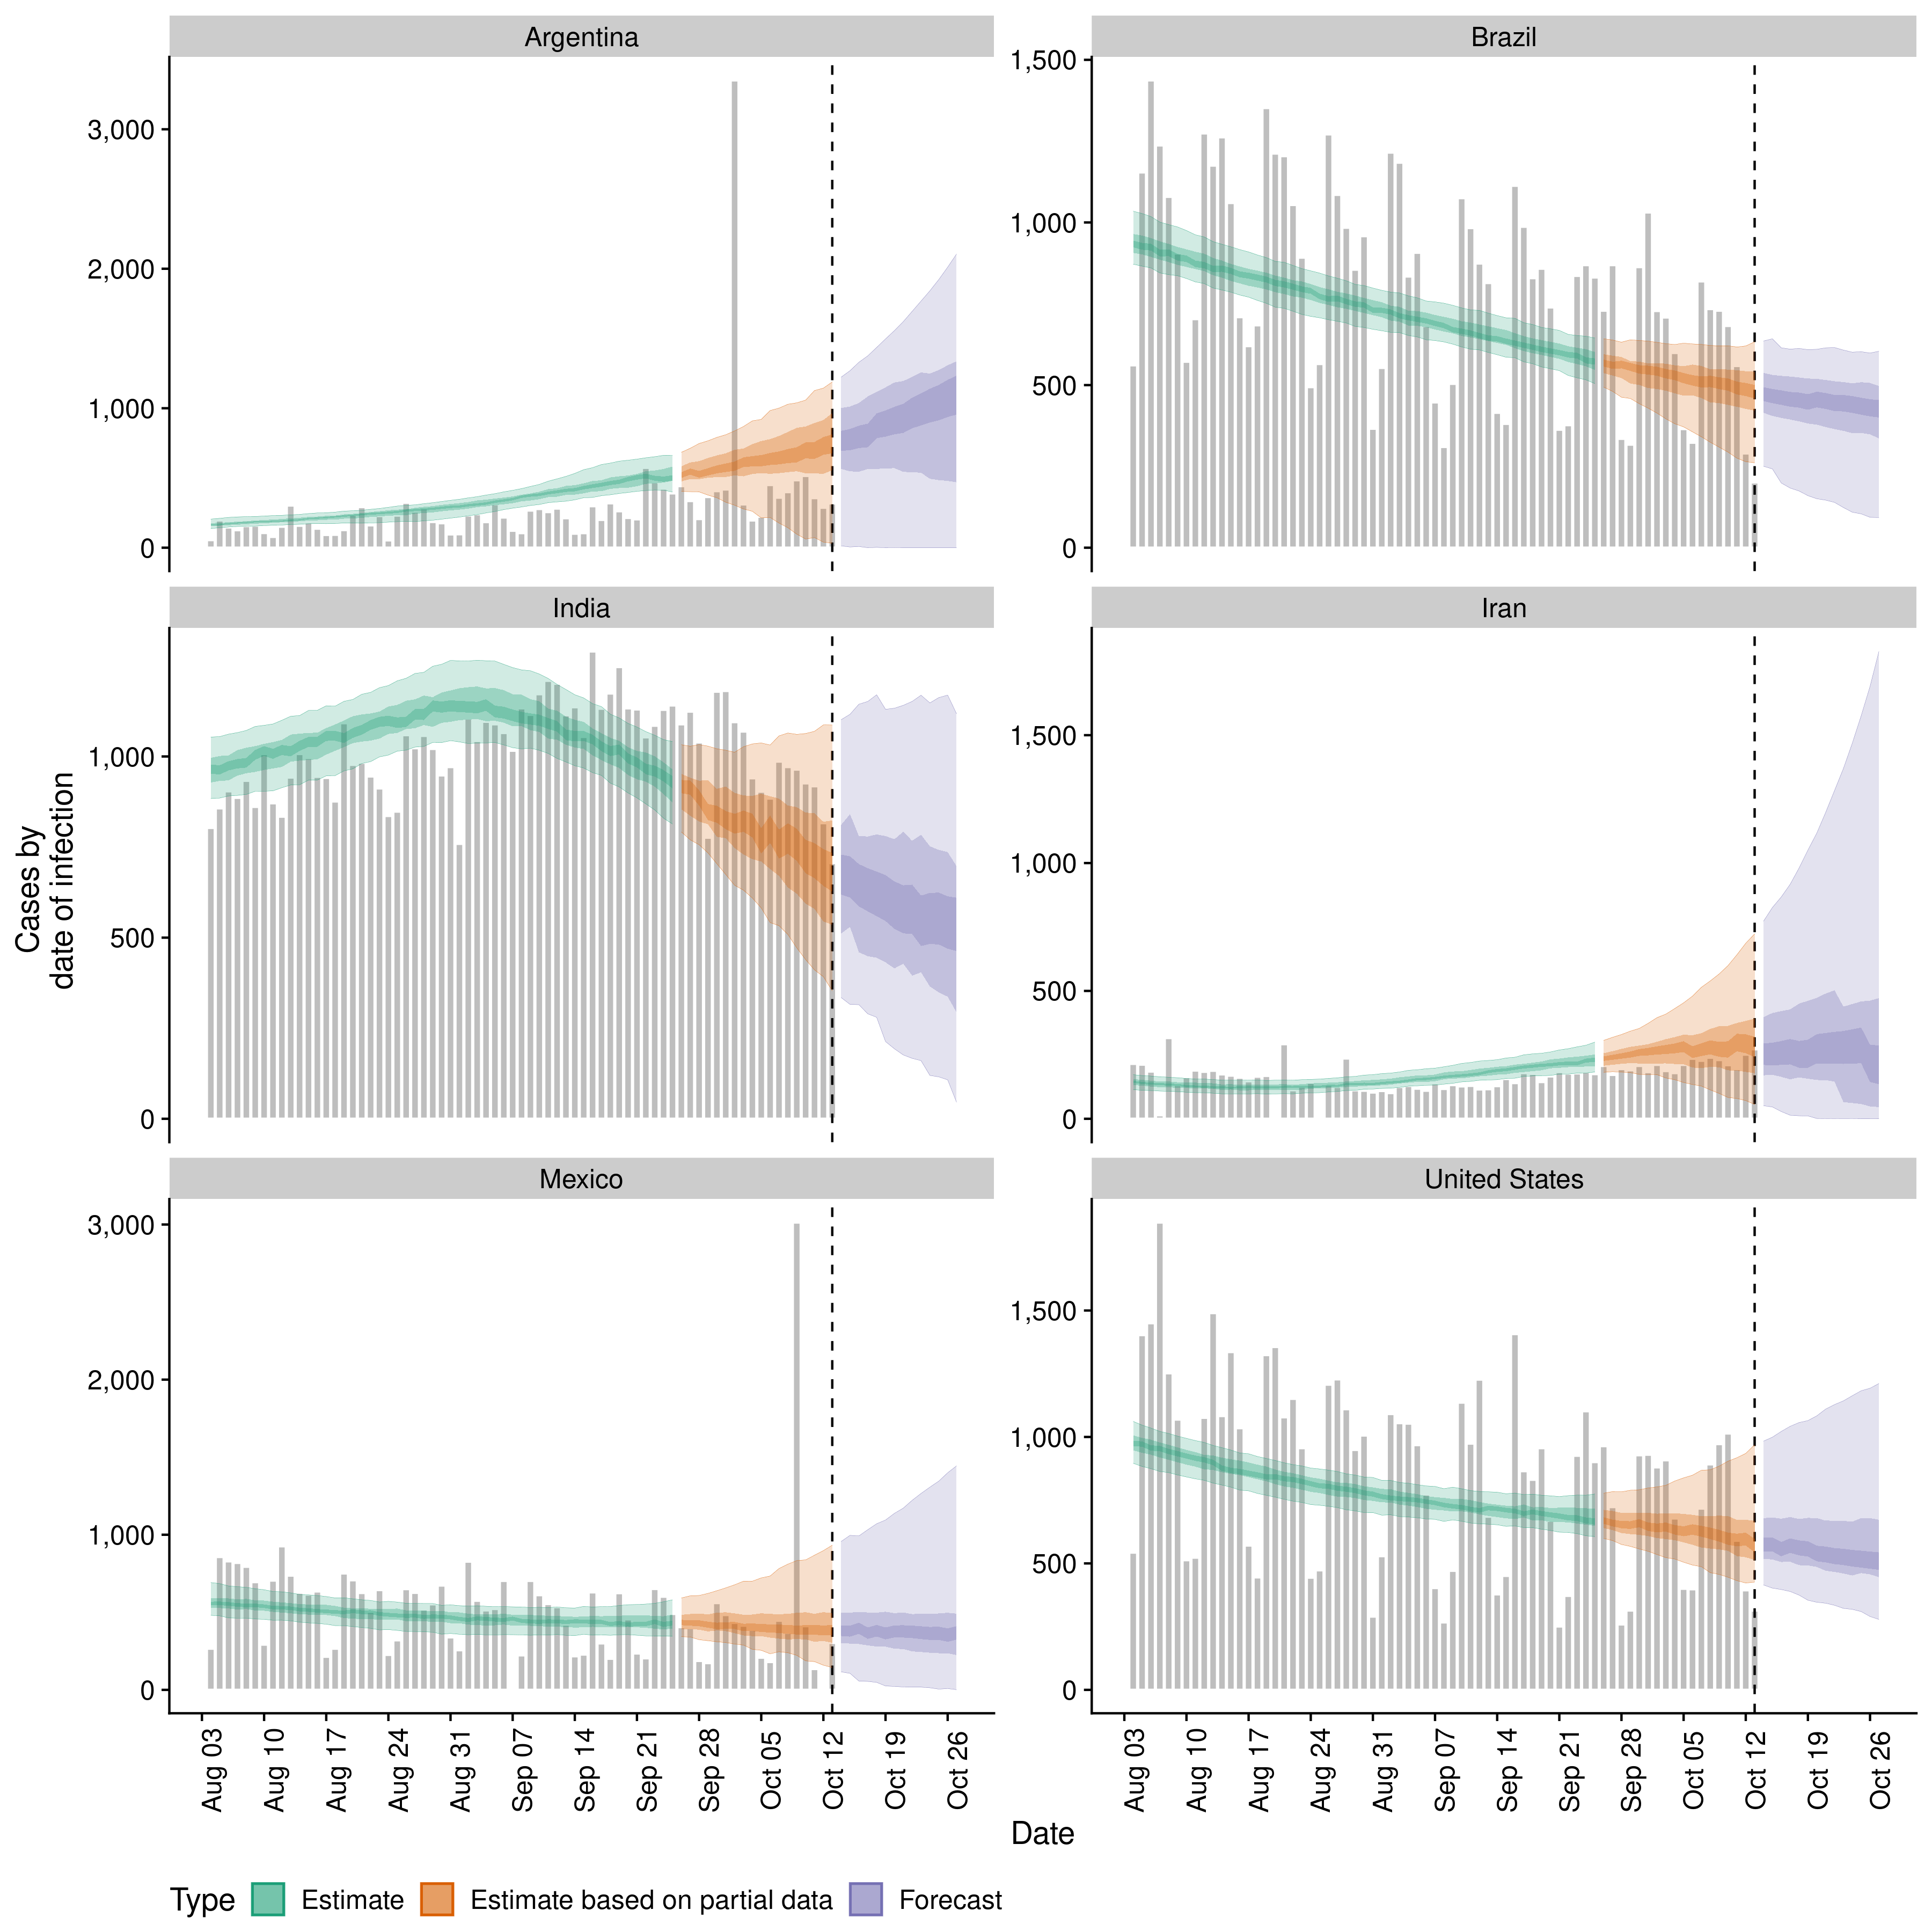 Argentina
Brazil
3,000
2,000
1,000
0
1,500
1,000
500
0
India
Iran
1,000
500
0
1,500
1,000
500
0
Cases by
date of infection
Mexico
United States
3,000
2,000
1,000
0
1,500
1,000
500
0
Aug 03
Aug 10
Aug 17
Aug 24
Aug 31
Sep 07
Sep 14
Sep 21
Sep 28
Oct 05
Oct 12
Oct 19
Oct 26
Aug 03
Aug 10
Aug 17
Aug 24
Aug 31
Sep 07
Sep 14
Sep 21
Sep 28
Oct 05
Oct 12
Oct 19
Oct 26
Date
Type Estimate Estimate based on partial data Forecast